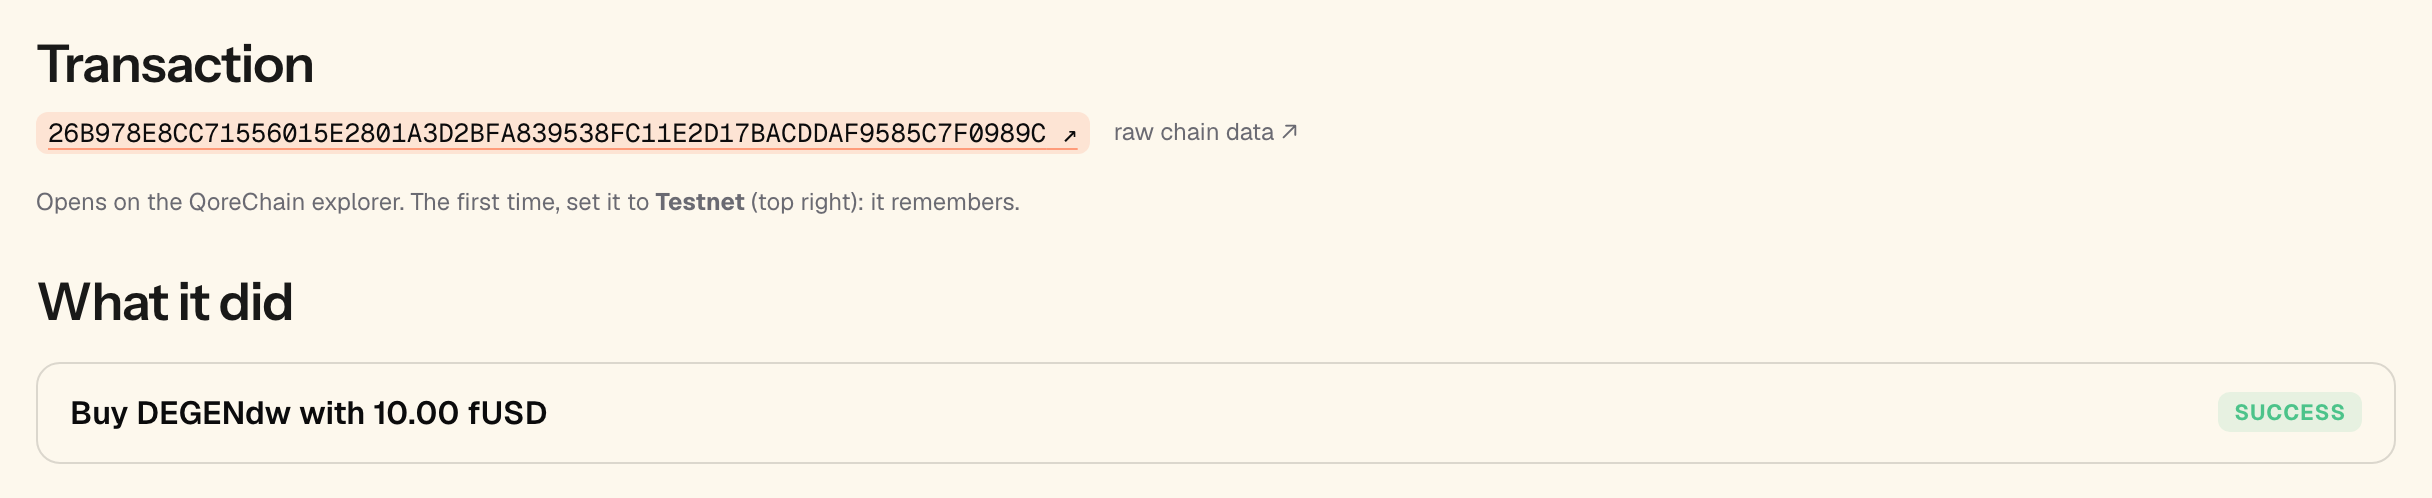 Transaction
26B978E8CC71556015E2801A3D2BFA839538FC11E2D17BACDDAF9585C7F0989C ↗ raw chain data ↗
Opens on the QoreChain explorer. The first time, set it to Testnet (top right): it remembers.
What it did
Buy DEGENdw with 10.00 fUSD SUCCESS